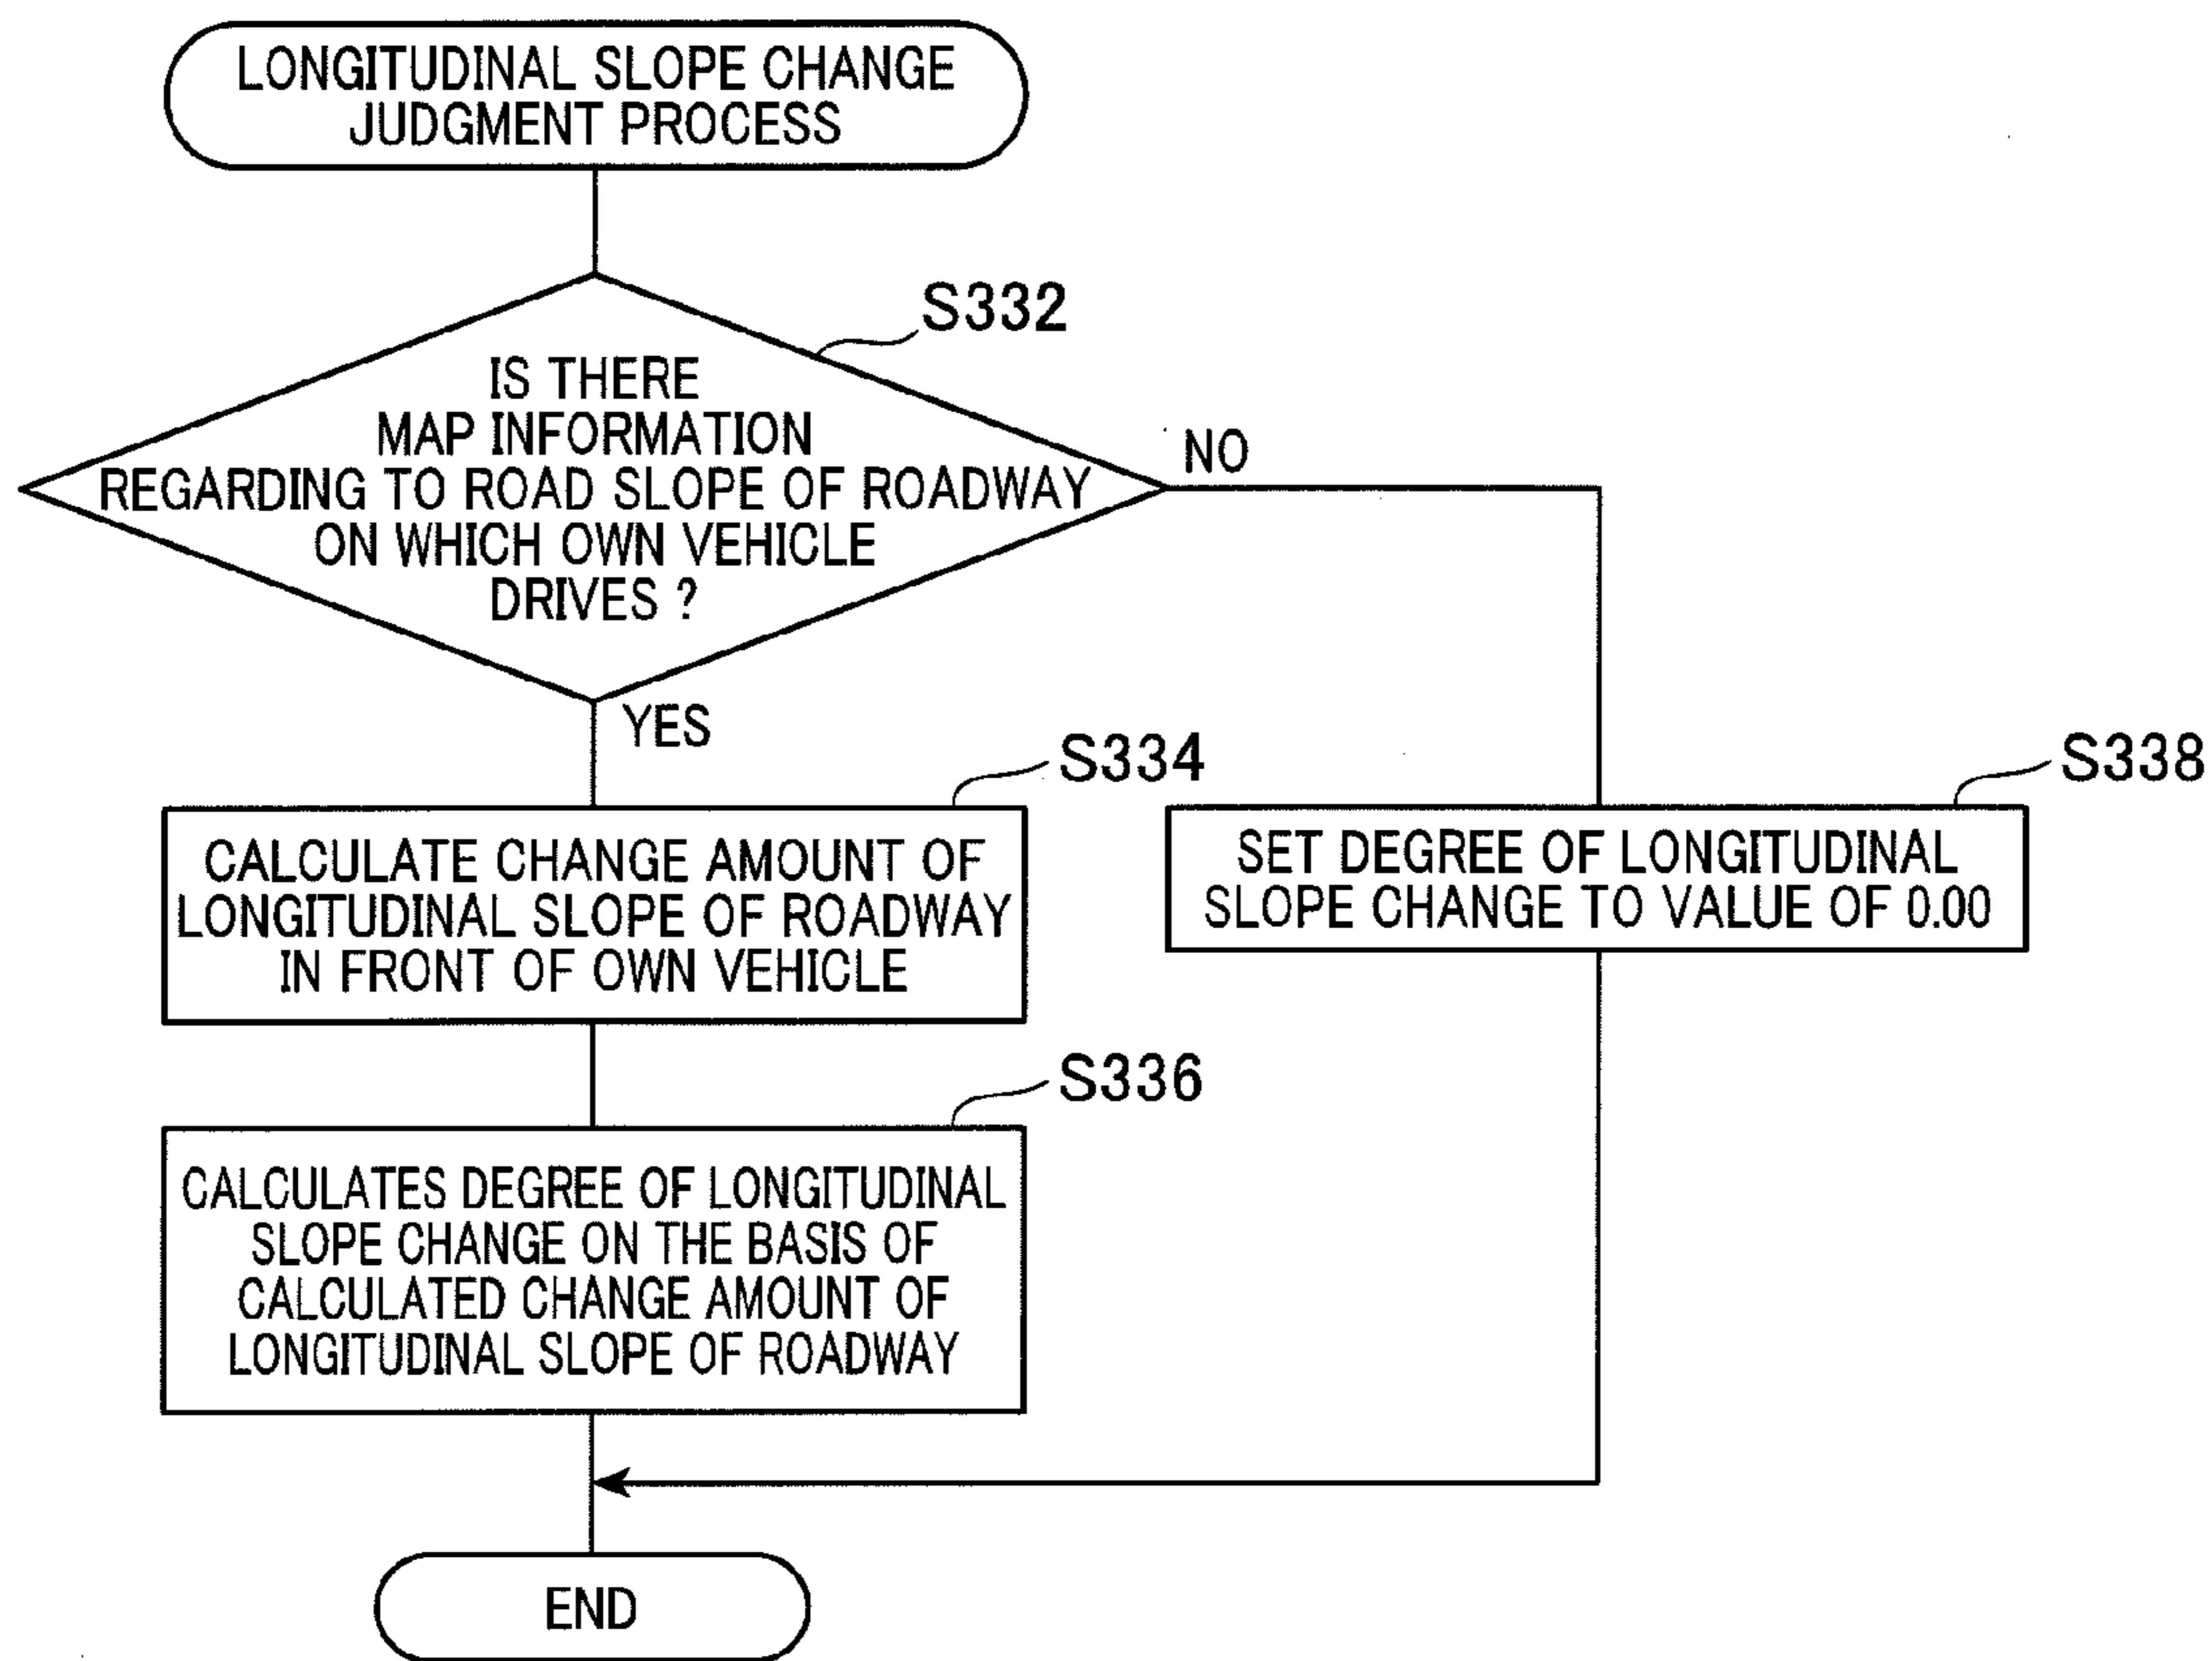 LONGITUDINAL SLOPE CHANGE
JUDGMENT PROCESS
S332
IS THERE
MAP INFORMATION
REGARDING TO ROAD SLOPE OF ROADWAY
ON WHICH OWN VEHICLE
DRIVES ?
NO
YES
S334
CALCULATE CHANGE AMOUNT OF
LONGITUDINAL SLOPE OF ROADWAY
IN FRONT OF OWN VEHICLE
S338
SET DEGREE OF LONGITUDINAL
SLOPE CHANGE TO VALUE OF 0.00
S336
CALCULATES DEGREE OF LONGITUDINAL
SLOPE CHANGE ON THE BASIS OF
CALCULATED CHANGE AMOUNT OF
LONGITUDINAL SLOPE OF ROADWAY
END